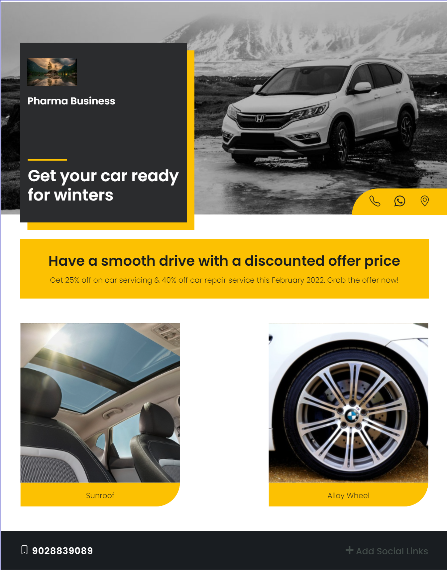 Pharma Business
Get your car ready
for winters
Have a smooth drive with a discounted offer price
Get 25% off on car servicing & 40% off car repair service this February 2022. Grab the offer now!
Sunroof
Alloy Wheel
9028839089
+ Add Social Links